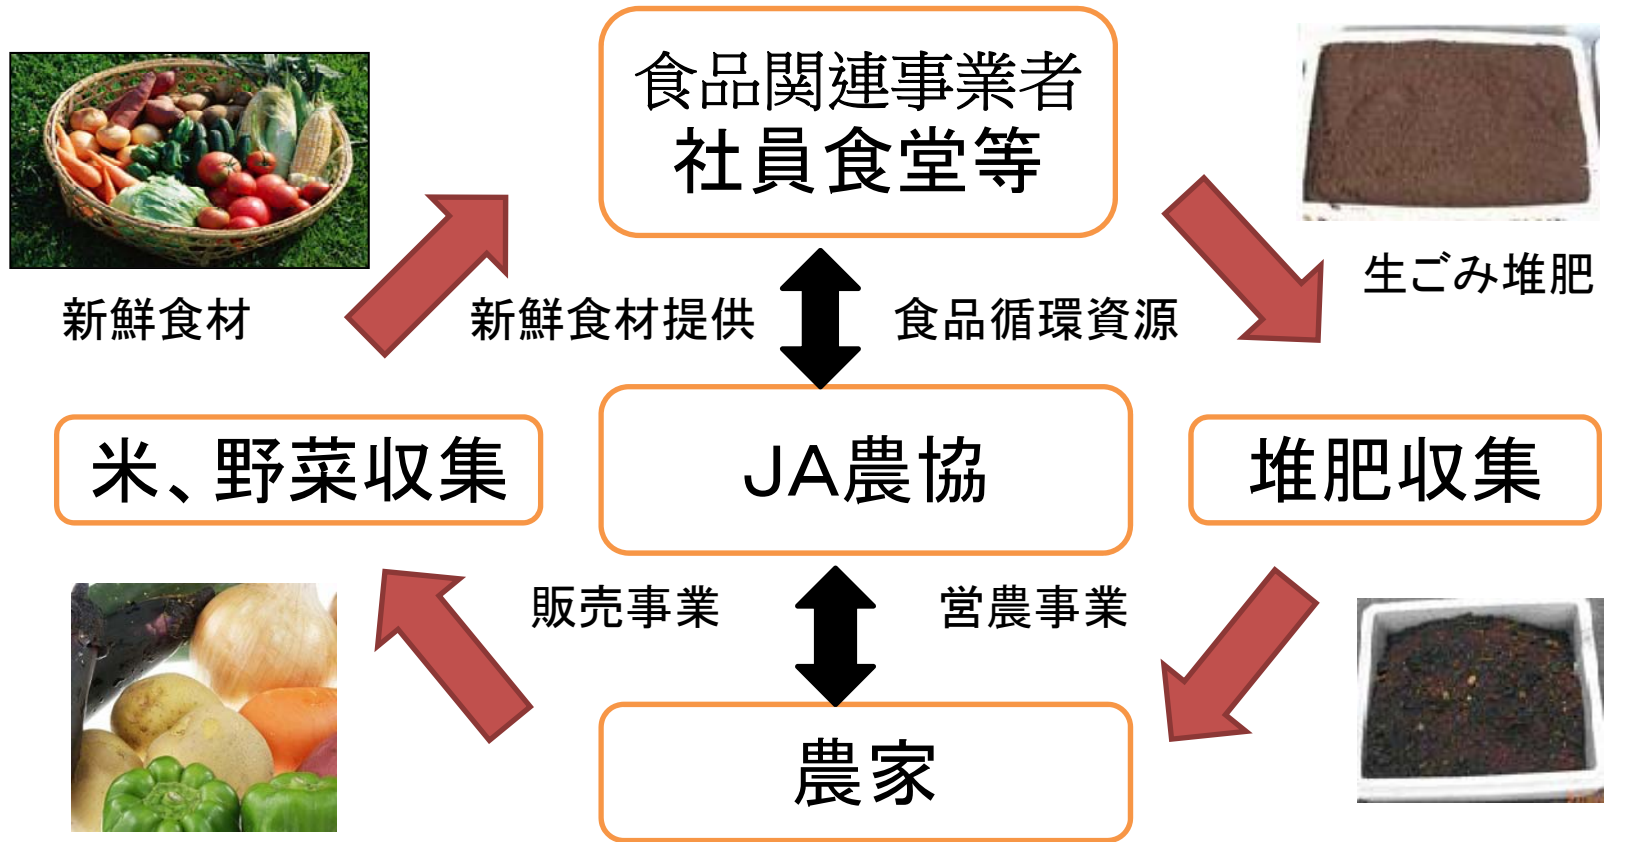 食品関連事業者
社員食堂等
生ごみ堆肥
新鮮食材
新鮮食材提供
食品循環資源
米、野菜収集
JA農協
堆肥収集
販売事業
営農事業
農家